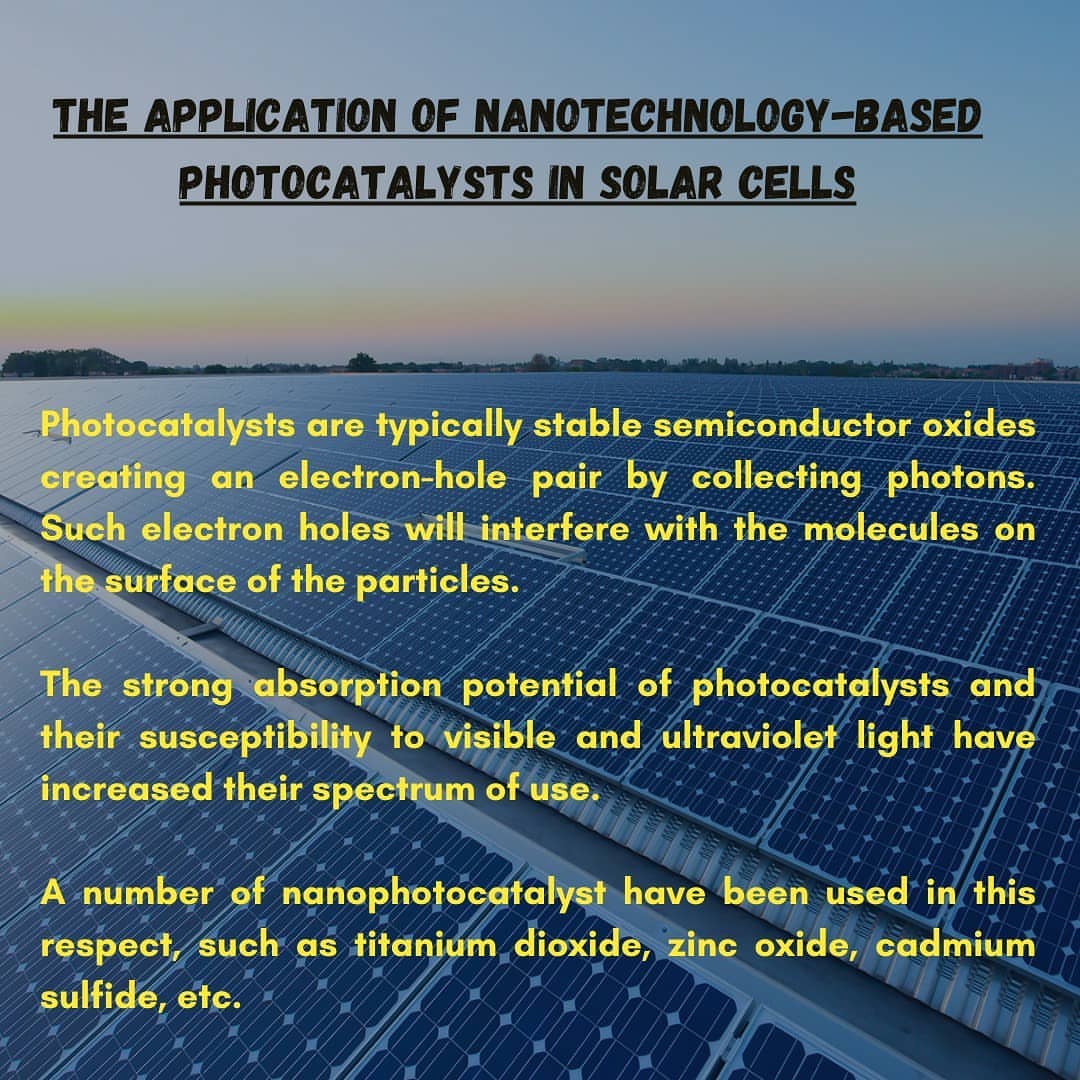 THE APPLICATION OF NANOTECHNOLOGY-BASED
PHOTOCATALYSTS IN SOLAR CELLS
Photocatalysts are typically stable semiconductor oxides
creating an electron-hole pair by collecting photons.
Such electron holes will interfere with the molecules on
the surface of the particles.
The strong absorption potential of photocatalysts and
their susceptibility to visible and ultraviolet light have
increased their spectrum of use.
A number of nanophotocatalyst have been used in this
respect, such as titanium dioxide, zinc oxide, cadmium
sulfide, etc.